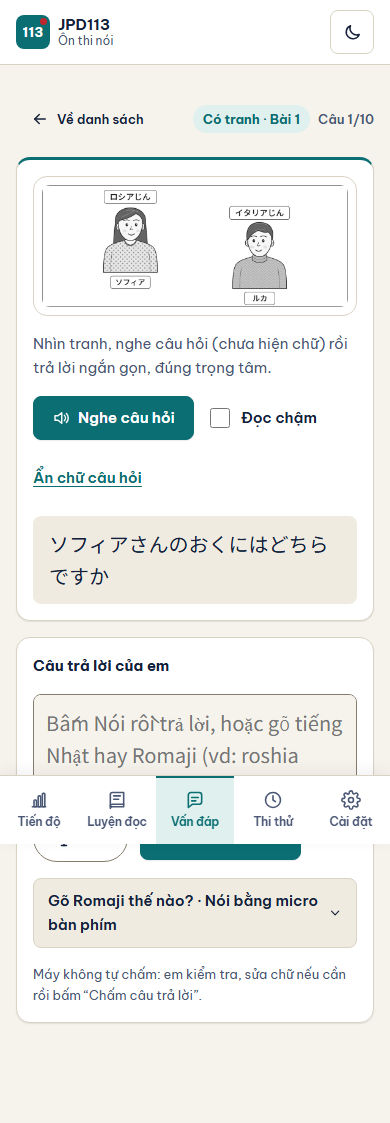 113
JPD113
Ôn thi nói
Về danh sách
Có tranh · Bài 1
Câu 1/10
ロシアじん
イタリアじん
ソフィア
ルカ
Nhìn tranh, nghe câu hỏi (chưa hiện chữ) rồi
trả lời ngắn gọn, đúng trọng tâm.
Nghe câu hỏi
Đọc chậm
Ẩn chữ câu hỏi
ソフィアさんのおくにはどちら
ですか
Câu trả lời của em
Bấm Nói rồi trả lời, hoặc gõ tiếng
Nhật hay Romaji (vd: roshia
Tiến độ
Luyện đọc
Vấn đáp
Thi thử
Cài đặt
Gõ Romaji thế nào? · Nói bằng micro
bàn phím
Máy không tự chấm: em kiểm tra, sửa chữ nếu cần
rồi bấm “Chấm câu trả lời”.